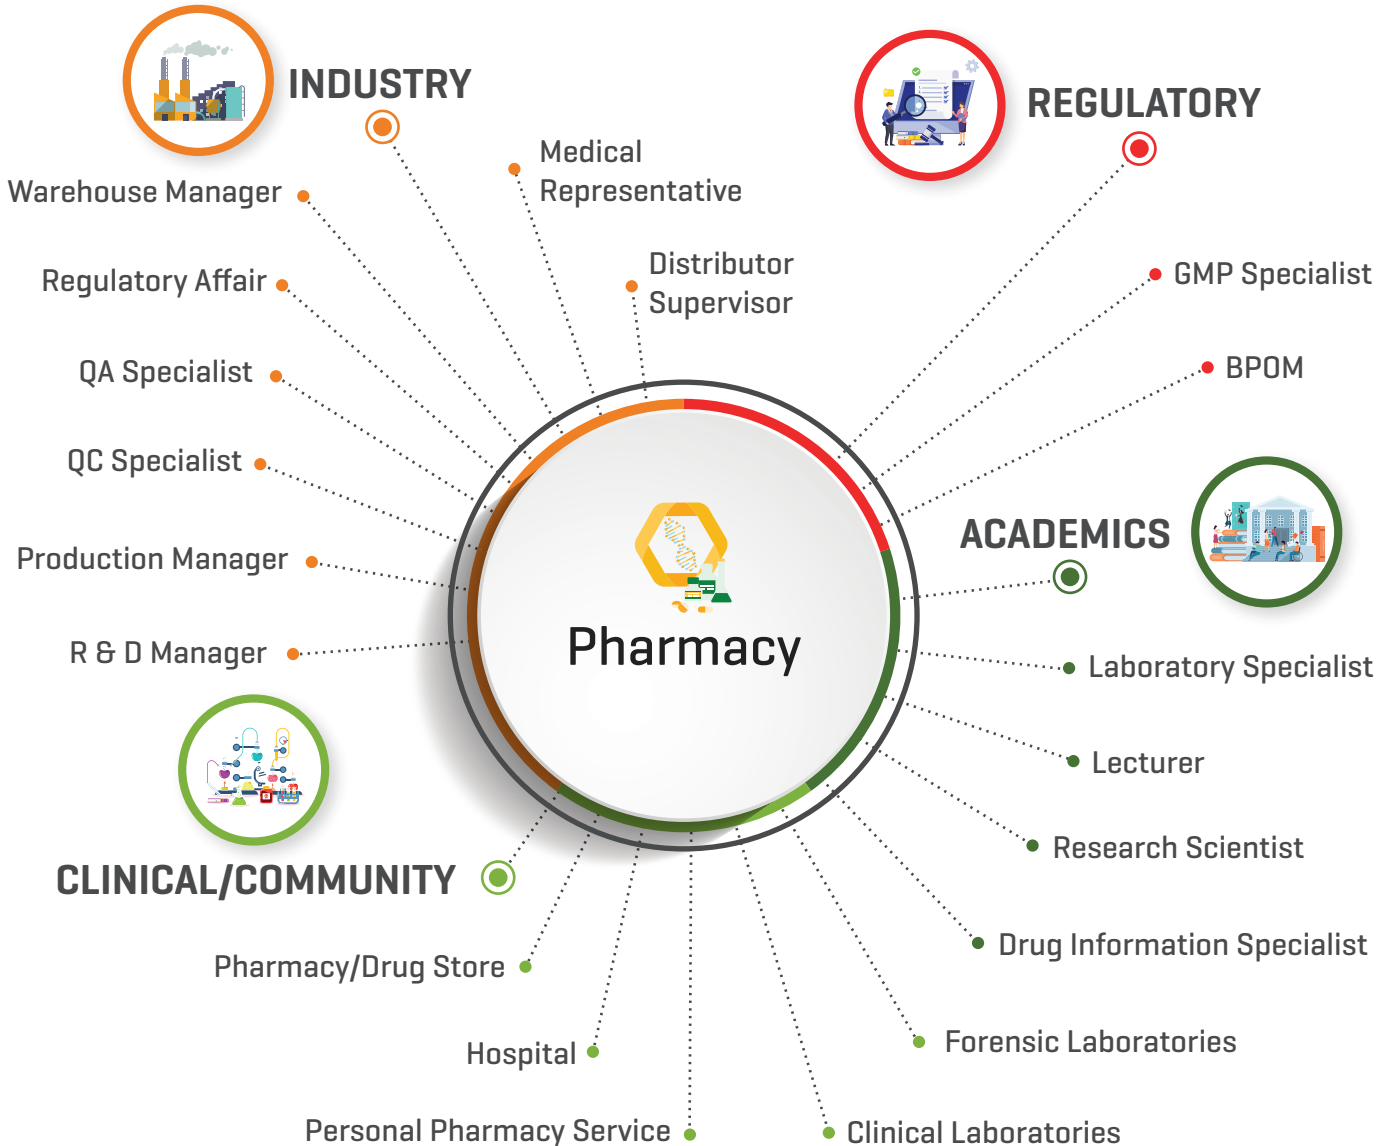 INDUSTRY
Medical
Representative
Distributor
Supervisor
Warehouse Manager
Regulatory Affair
QA Specialist
QC Specialist
Production Manager
R & D Manager
REGULATORY
GMP Specialist
BPOM
ACADEMICS
Laboratory Specialist
Lecturer
Research Scientist
Drug Information Specialist
Pharmacy
CLINICAL/COMMUNITY
Pharmacy/Drug Store
Hospital
Personal Pharmacy Service
Clinical Laboratories
Forensic Laboratories